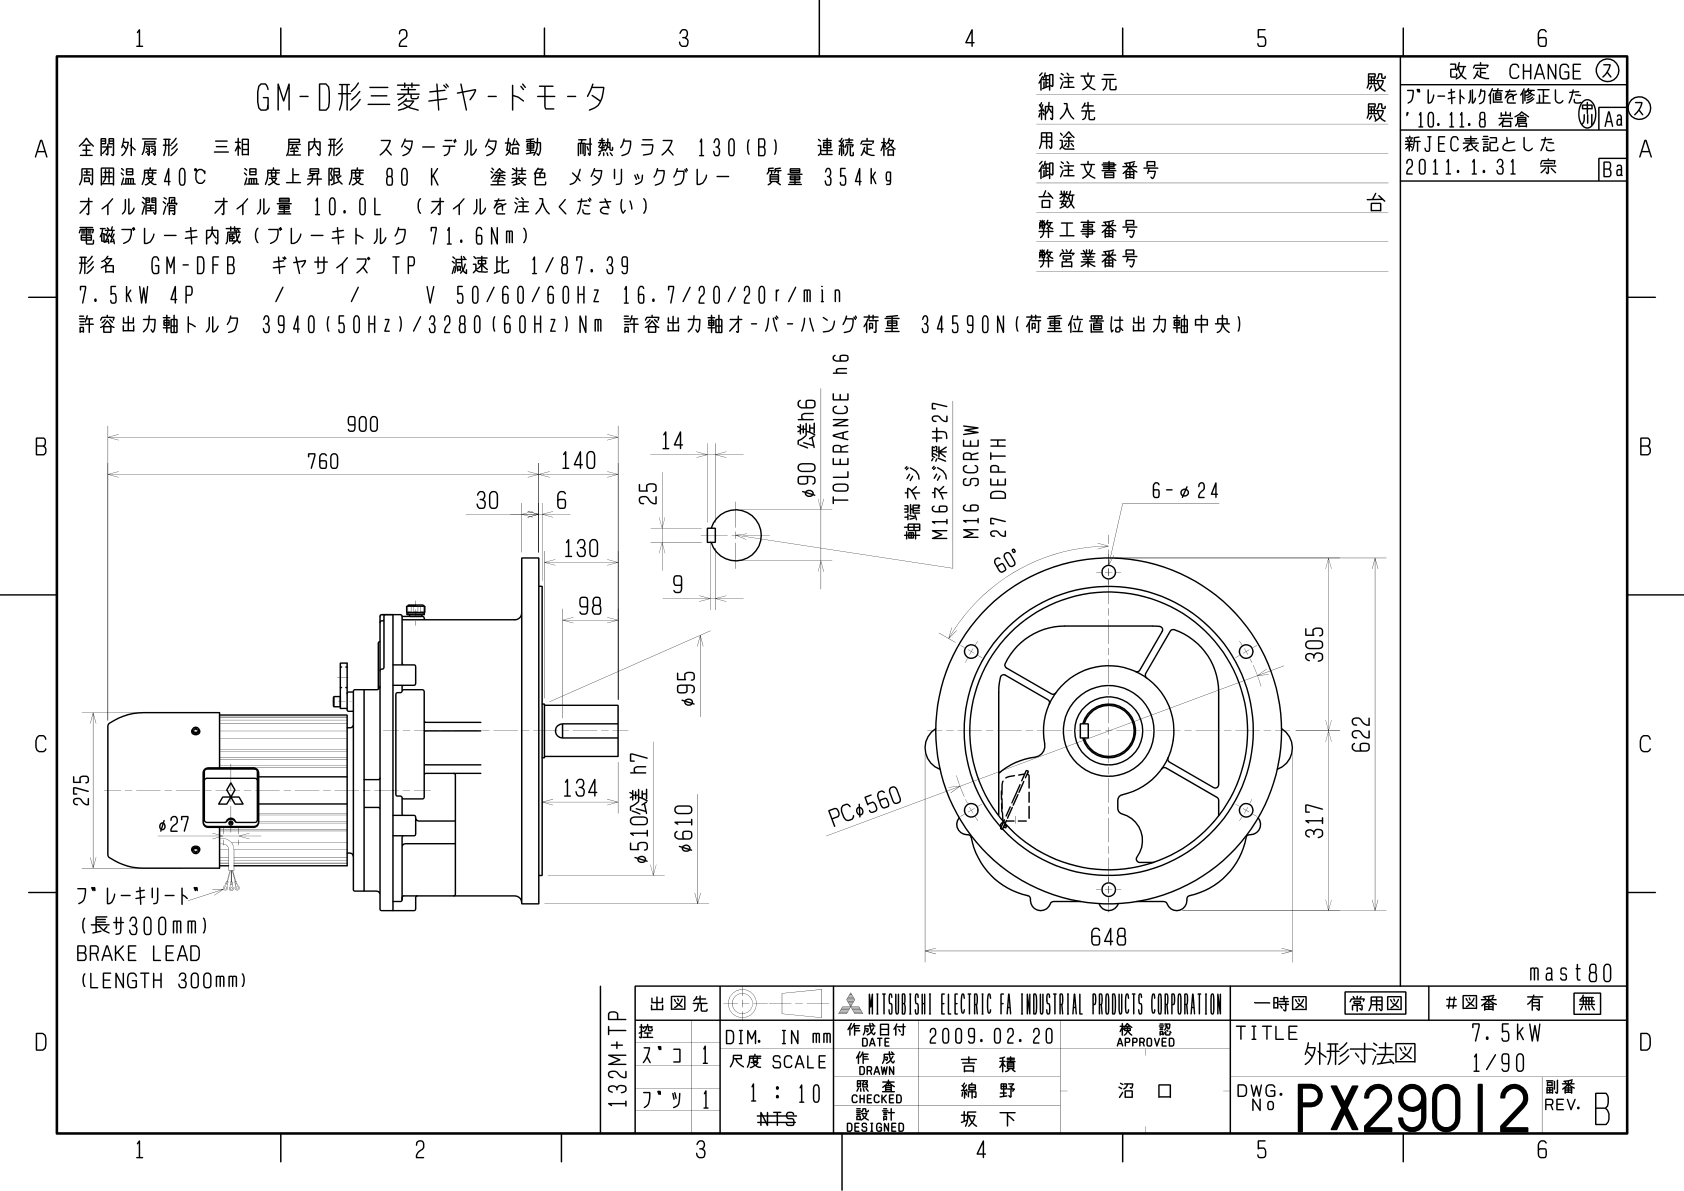 1 2 3 4 5 6
GM-D形三菱ギヤードモータ
全閉外扇形 三相 屋内形 スターデルタ始動 耐熱クラス 130(B) 連続定格
周囲温度40℃ 温度上昇限度 80 K 塗装色 メタリックグレー 質量 354kg
オイル潤滑 オイル量 10.0L (オイルを注入ください)
電磁ブレーキ内蔵(ブレーキトルク 71.6Nm)
形名 GM-DFB ギヤサイズ TP 減速比 1/87.39
7.5kW 4P / / V 50/60/60Hz 16.7/20/20r/min
許容出力軸トルク 3940(50Hz)/3280(60Hz)Nm 許容出力軸オーバーハング荷重 34590N(荷重位置は出力軸中央)
御注文元 殿
納入先 殿
用途
御注文書番号
台数 台
弊工事番号
弊営業番号
改定 CHANGE ス
ブレーキトルク値を修正した
'10.11.8 岩倉 中川 Aa ス
新JEC表記とした
2011.1.31 宗 Ba
A A
B B
C C
D D
900
760 140
30 6
130
98
134
φ95
φ510公差 h7
φ610
275
φ27
ブレーキリード
(長サ300mm)
BRAKE LEAD
(LENGTH 300mm)
14
25
9
φ90 公差h6
TOLERANCE h6
軸端ネジ
M16ネジ深サ27
M16 SCREW
27 DEPTH
6-φ24
60°
PCφ560
305
317
622
648
mast80
132M+TP
出図先
控
ズコ 1
ブツ 1
DIM. IN mm
尺度 SCALE
1 : 10
NTS
MITSUBISHI ELECTRIC FA INDUSTRIAL PRODUCTS CORPORATION
作成日付
DATE
2009.02.20
作成
DRAWN
吉積
照査
CHECKED
綿野
設計
DESIGNED
坂下
検認
APPROVED
沼口
一時図 常用図 #図番 有 無
TITLE
外形寸法図
7.5kW
1/90
DWG.
No
PX29012
副番
REV.
B
1 2 3 4 5 6